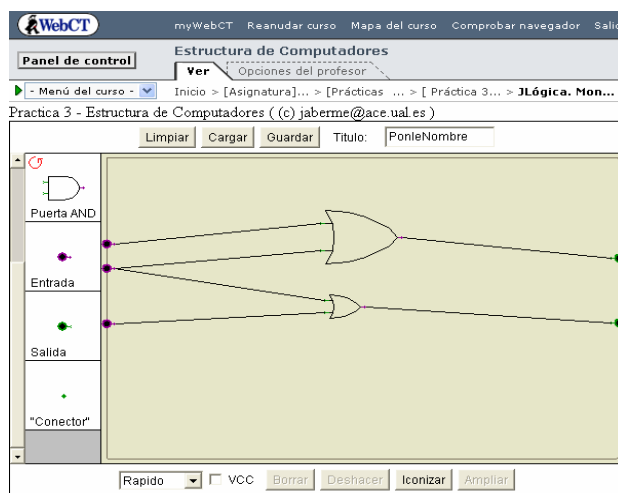 WebCT
myWebCT Reanudar curso Mapa del curso Comprobar navegador Salir
Estructura de Computadores
Panel de control
Ver Opciones del profesor
- Menú del curso - Inicio > [Asignatura]... > [Prácticas ... > [ Práctica 3... > JLógica. Mon...
Practica 3 - Estructura de Computadores ( (c) jaberme@ace.ual.es )
Limpiar Cargar Guardar Titulo: PonleNombre
Puerta AND
Entrada
Salida
"Conector"
Rapido VCC Borrar Deshacer Iconizar Ampliar